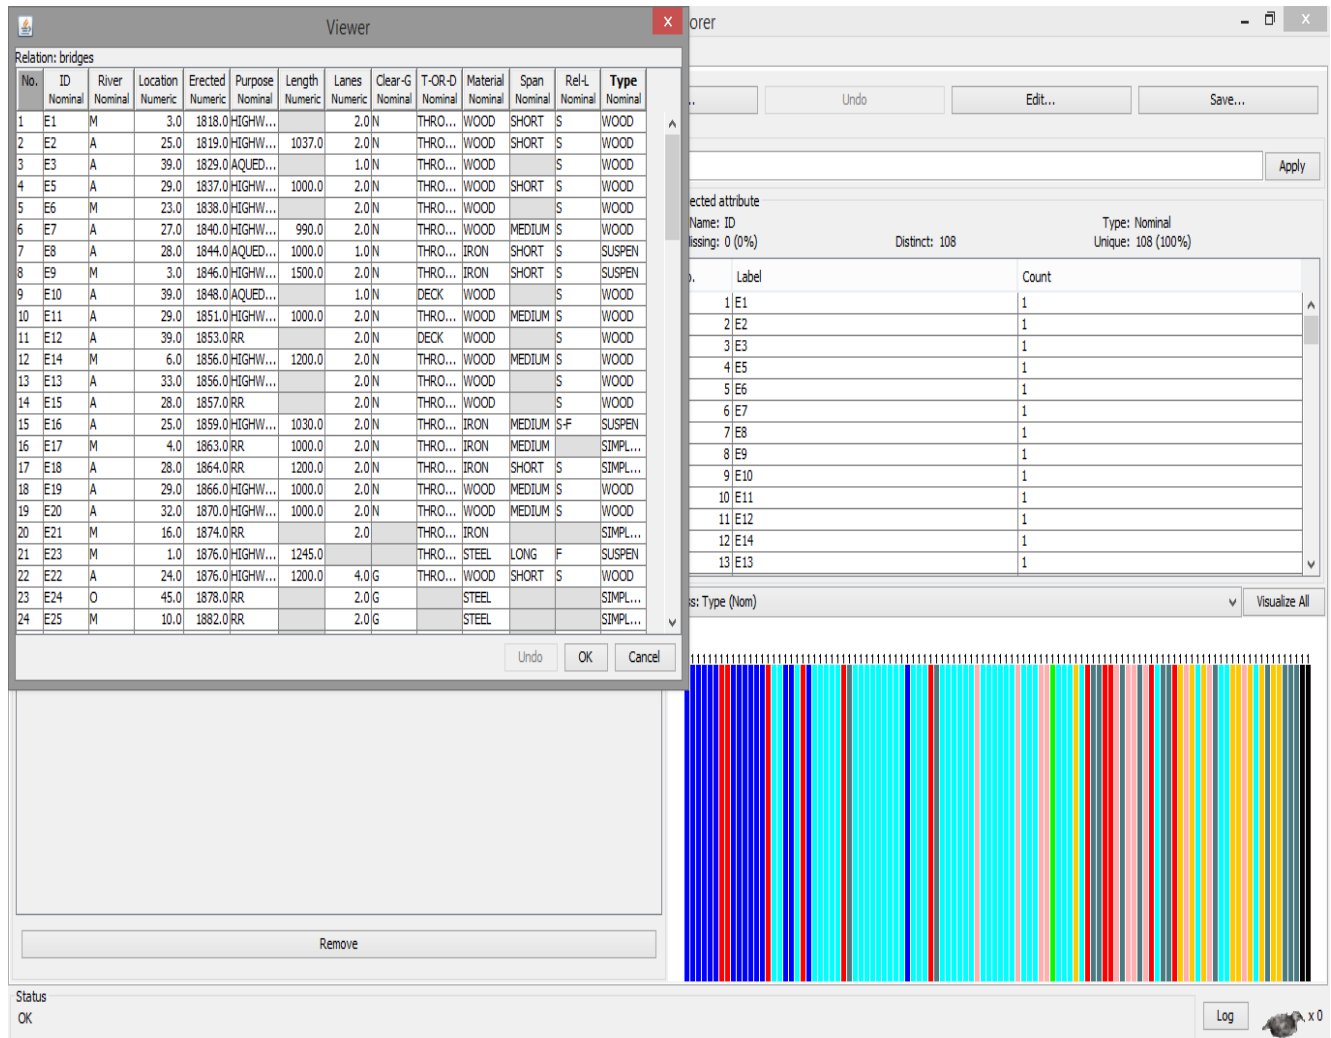 Viewer
x
orer
Relation: bridges
No. ID River Location Erected Purpose Length Lanes Clear-G T-OR-D Material Span Rel-L Type
Nominal Nominal Numeric Numeric Nominal Numeric Numeric Nominal Nominal Nominal Nominal Nominal Nominal
1 E1 M 3.0 1818.0 HIGHW... 2.0 N THRO... WOOD SHORT S WOOD
2 E2 A 25.0 1819.0 HIGHW... 1037.0 2.0 N THRO... WOOD SHORT S WOOD
3 E3 A 39.0 1829.0 AQUED... 1.0 N THRO... WOOD S WOOD
4 E5 A 29.0 1837.0 HIGHW... 1000.0 2.0 N THRO... WOOD SHORT S WOOD
5 E6 M 23.0 1838.0 HIGHW... 2.0 N THRO... WOOD S WOOD
6 E7 A 27.0 1840.0 HIGHW... 990.0 2.0 N THRO... WOOD MEDIUM S WOOD
7 E8 A 28.0 1844.0 AQUED... 1000.0 1.0 N THRO... IRON SHORT S SUSPEN
8 E9 M 3.0 1846.0 HIGHW... 1500.0 2.0 N THRO... IRON SHORT S SUSPEN
9 E10 A 39.0 1848.0 AQUED... 1.0 N DECK WOOD S WOOD
10 E11 A 29.0 1851.0 HIGHW... 1000.0 2.0 N THRO... WOOD MEDIUM S WOOD
11 E12 A 39.0 1853.0 RR 2.0 N DECK WOOD S WOOD
12 E14 M 6.0 1856.0 HIGHW... 1200.0 2.0 N THRO... WOOD MEDIUM S WOOD
13 E13 A 33.0 1856.0 HIGHW... 2.0 N THRO... WOOD S WOOD
14 E15 A 28.0 1857.0 RR 2.0 N THRO... WOOD S WOOD
15 E16 A 25.0 1859.0 HIGHW... 1030.0 2.0 N THRO... IRON MEDIUM S-F SUSPEN
16 E17 M 4.0 1863.0 RR 1000.0 2.0 N THRO... IRON MEDIUM SIMPL...
17 E18 A 28.0 1864.0 RR 1200.0 2.0 N THRO... IRON SHORT S SIMPL...
18 E19 A 29.0 1866.0 HIGHW... 1000.0 2.0 N THRO... WOOD MEDIUM S WOOD
19 E20 A 32.0 1870.0 HIGHW... 1000.0 2.0 N THRO... WOOD MEDIUM S WOOD
20 E21 M 16.0 1874.0 RR 2.0 THRO... IRON SIMPL...
21 E23 M 1.0 1876.0 HIGHW... 1245.0 THRO... STEEL LONG F SUSPEN
22 E22 A 24.0 1876.0 HIGHW... 1200.0 4.0 G THRO... WOOD SHORT S WOOD
23 E24 O 45.0 1878.0 RR 2.0 G STEEL SIMPL...
24 E25 M 10.0 1882.0 RR 2.0 G STEEL SIMPL...
Undo OK Cancel
... Undo Edit... Save...
Apply
ected attribute
Name: ID Type: Nominal
issing: 0 (0%) Distinct: 108 Unique: 108 (100%)
o. Label Count
1 E1 1
2 E2 1
3 E3 1
4 E5 1
5 E6 1
6 E7 1
7 E8 1
8 E9 1
9 E10 1
10 E11 1
11 E12 1
12 E14 1
13 E13 1
ss: Type (Nom) Visualize All
Remove
Status
OK
Log x 0